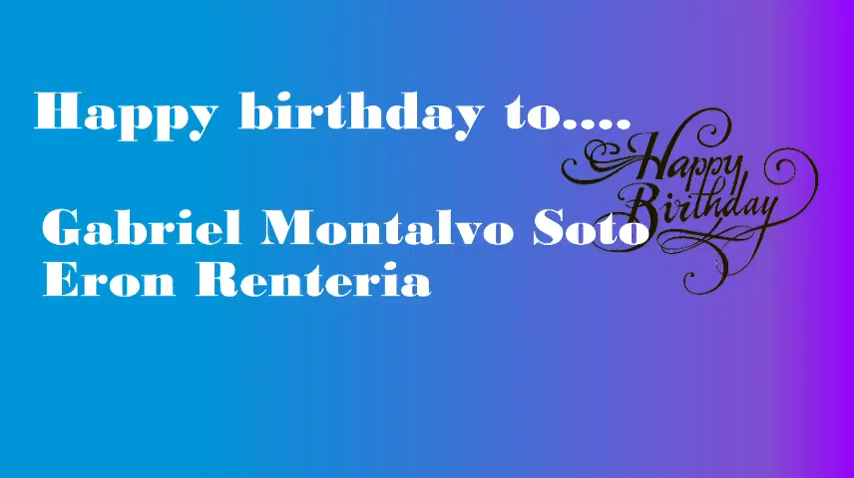 Happy birthday to....
Happy
Birthday
Gabriel Montalvo Soto
Eron Renteria